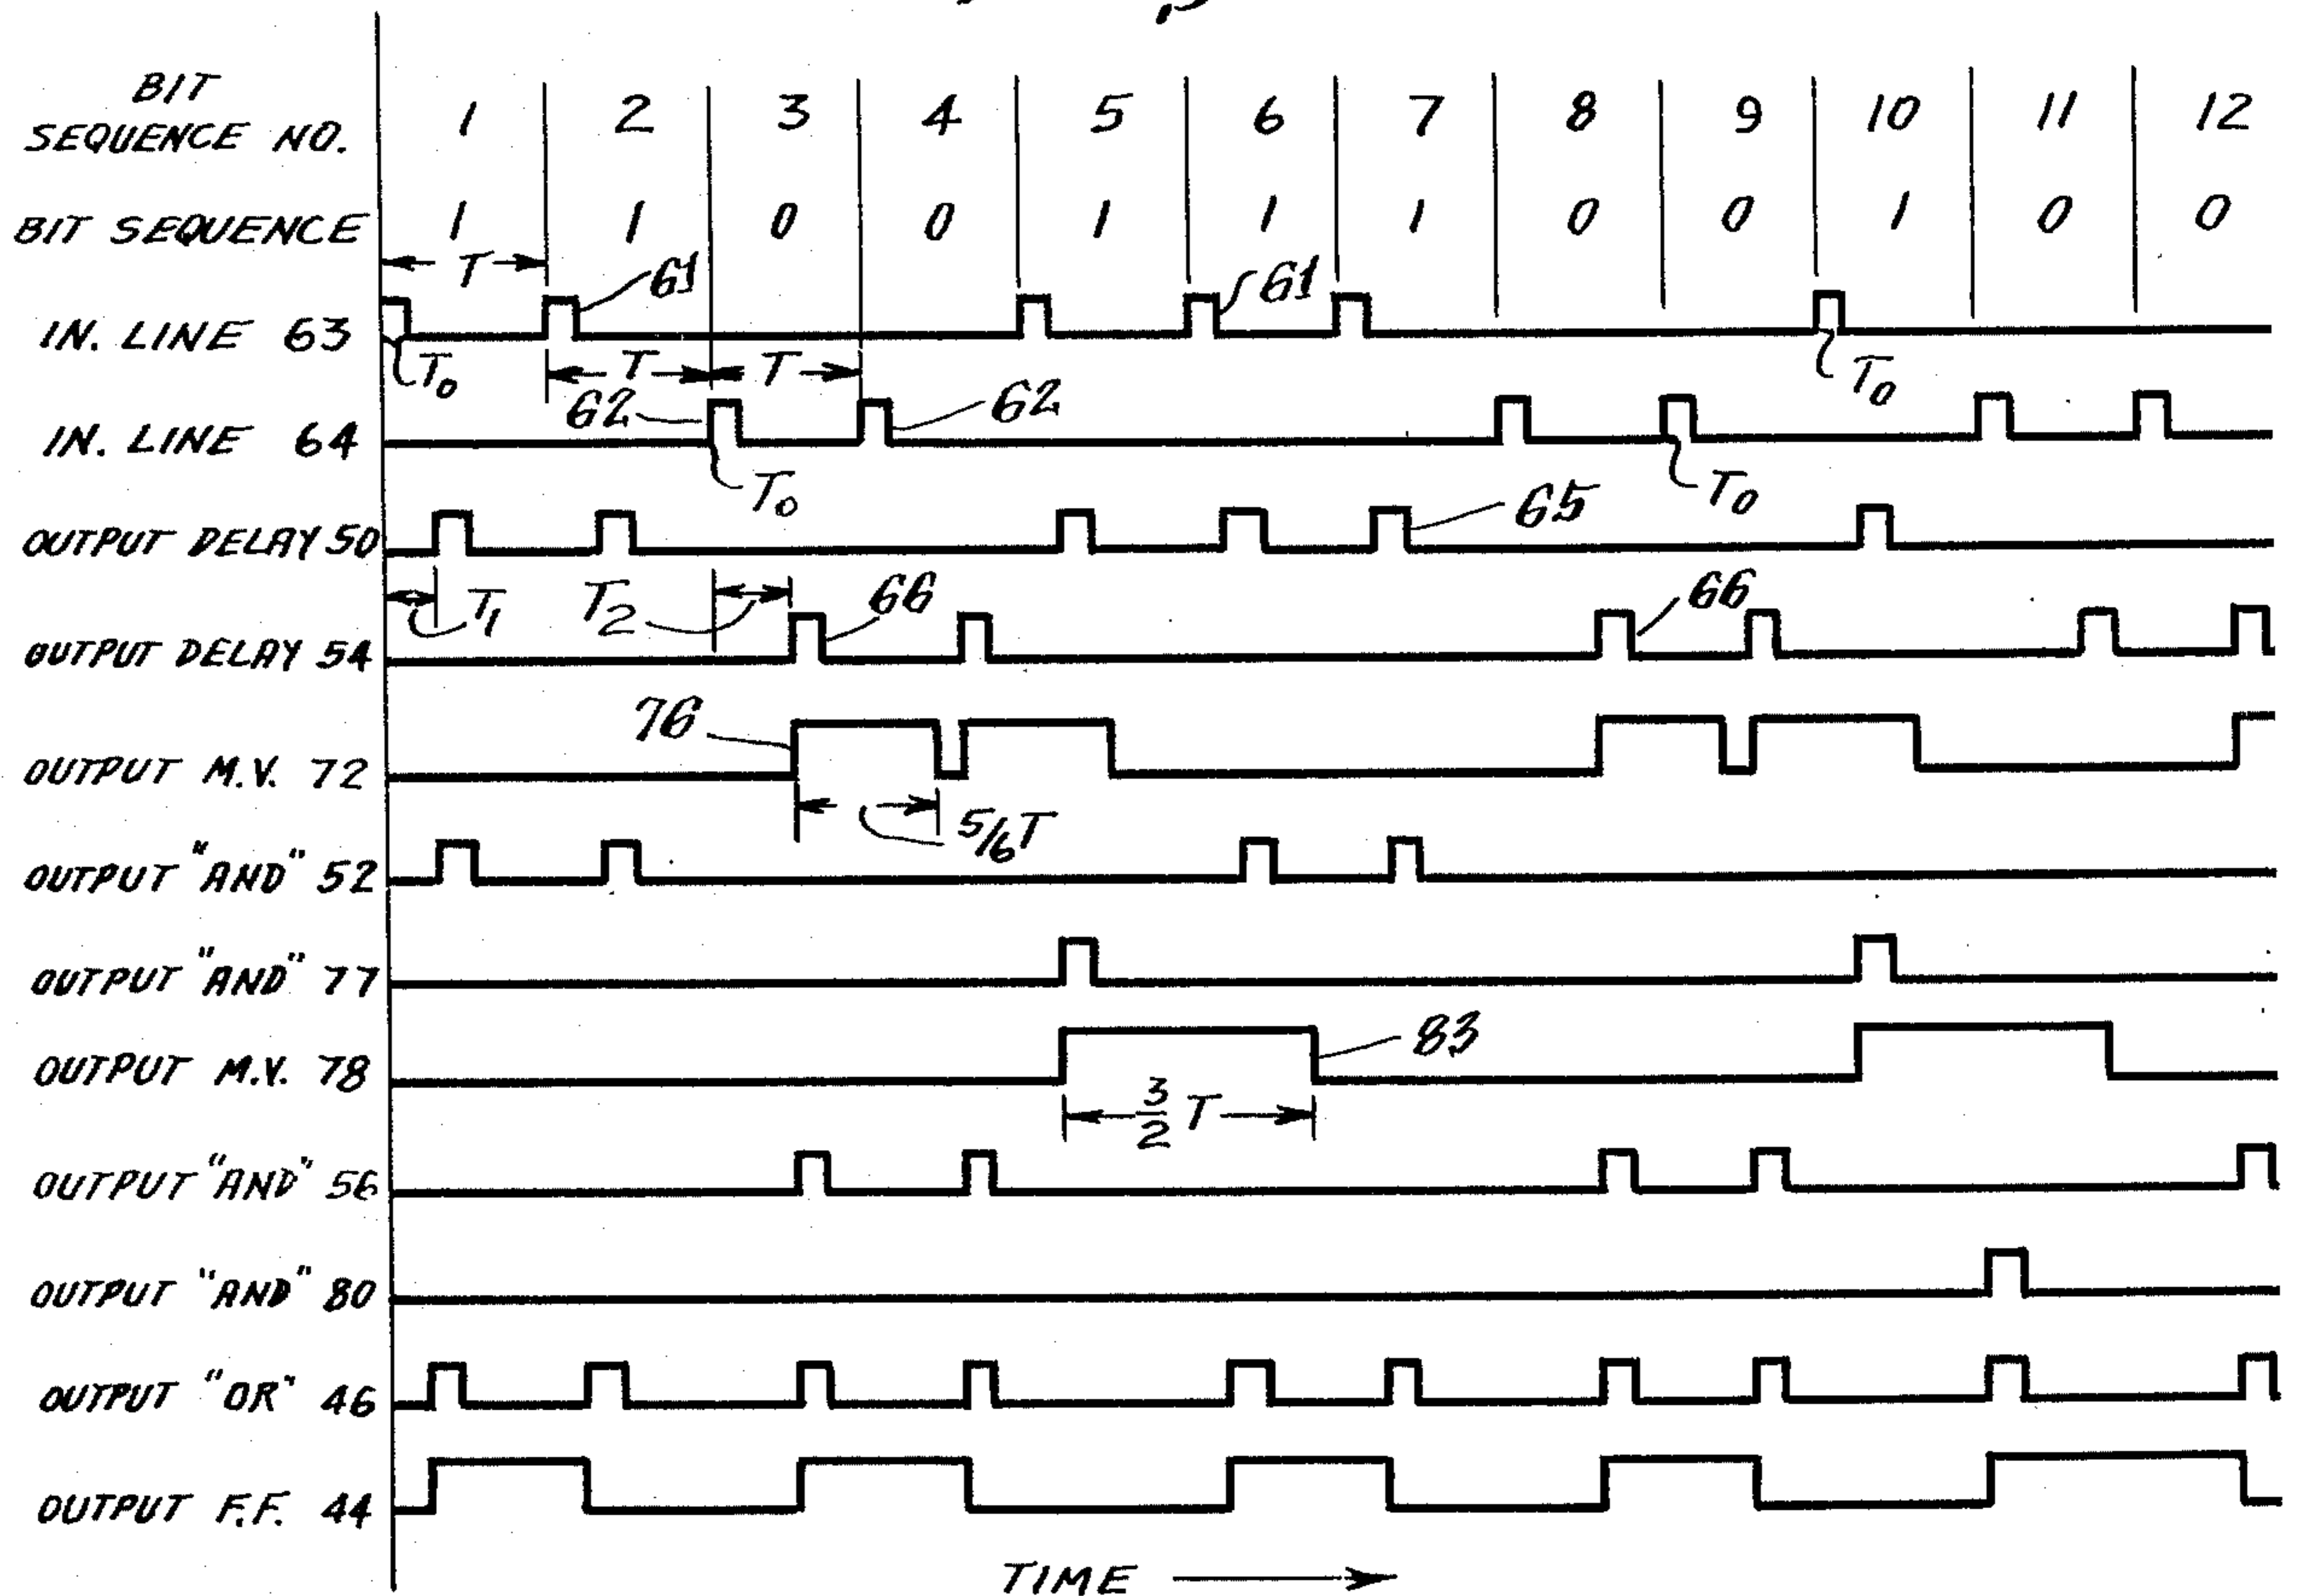 BIT
SEQUENCE NO. 1 2 3 4 5 6 7 8 9 10 11 12
BIT SEQUENCE 1 1 0 0 1 1 1 0 0 1 0 0
T 61 61
IN. LINE 63
T0 T T T0
62 62
IN. LINE 64
T0 T0
65
OUTPUT DELAY 50
T1 T2 66 66
OUTPUT DELAY 54
76
OUTPUT M.V. 72
5/6T
OUTPUT "AND" 52
OUTPUT "AND" 77
83
OUTPUT M.V. 78
3/2 T
OUTPUT "AND" 56
OUTPUT "AND" 80
OUTPUT "OR" 46
OUTPUT F.F. 44
TIME